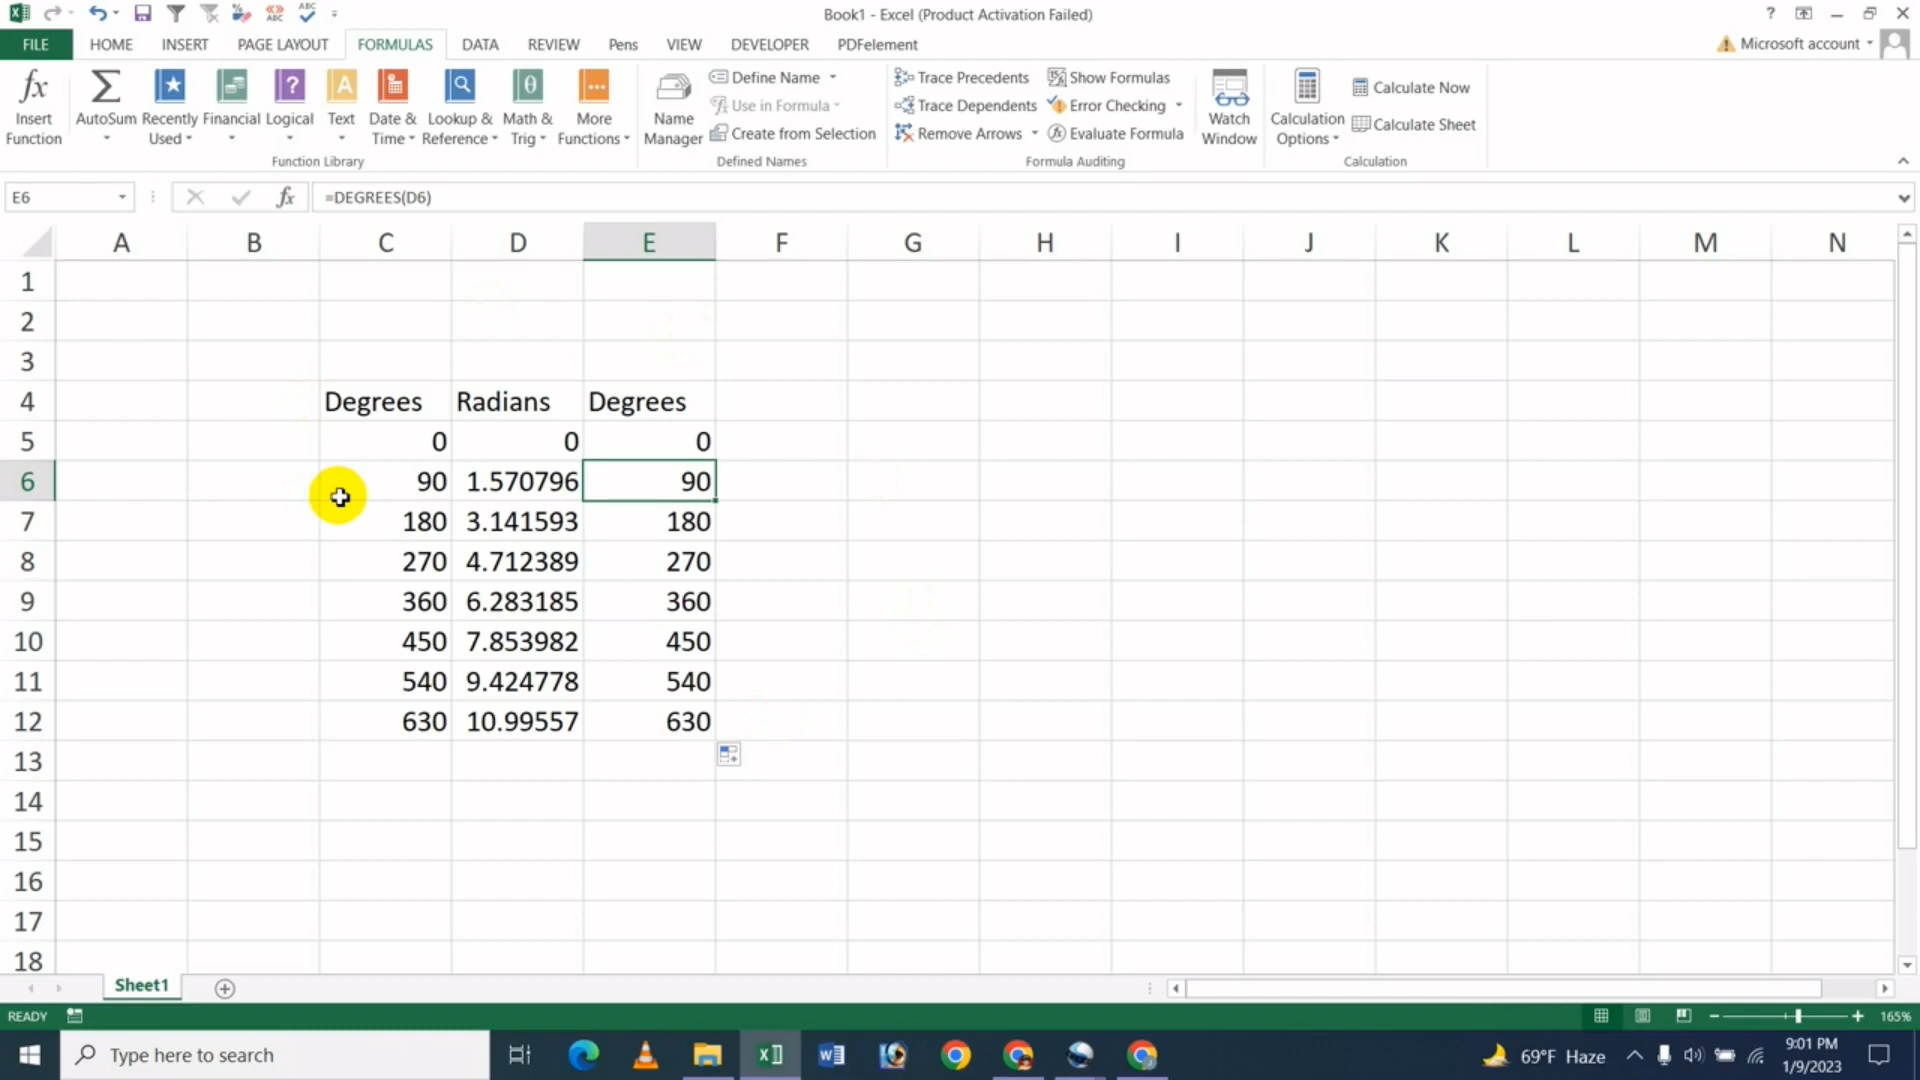 Book1 - Excel (Product Activation Failed)
FILE HOME INSERT PAGE LAYOUT FORMULAS DATA REVIEW Pens VIEW DEVELOPER PDFelement Microsoft account
Insert Function
AutoSum
Recently Used
Financial
Logical
Text
Date & Time
Lookup & Reference
Math & Trig
More Functions
Function Library
Name Manager
Define Name
Use in Formula
Create from Selection
Defined Names
Trace Precedents
Trace Dependents
Remove Arrows
Show Formulas
Error Checking
Evaluate Formula
Formula Auditing
Watch Window
Calculation Options
Calculate Now
Calculate Sheet
Calculation
E6 fx =DEGREES(D6)
A B C D E F G H I J K L M N
1
2
3
4 Degrees Radians Degrees
5 0 0 0
6 90 1.570796 90
7 180 3.141593 180
8 270 4.712389 270
9 360 6.283185 360
10 450 7.853982 450
11 540 9.424778 540
12 630 10.99557 630
13
14
15
16
17
18
Sheet1
READY 165%
Type here to search
69°F Haze
9:01 PM
1/9/2023